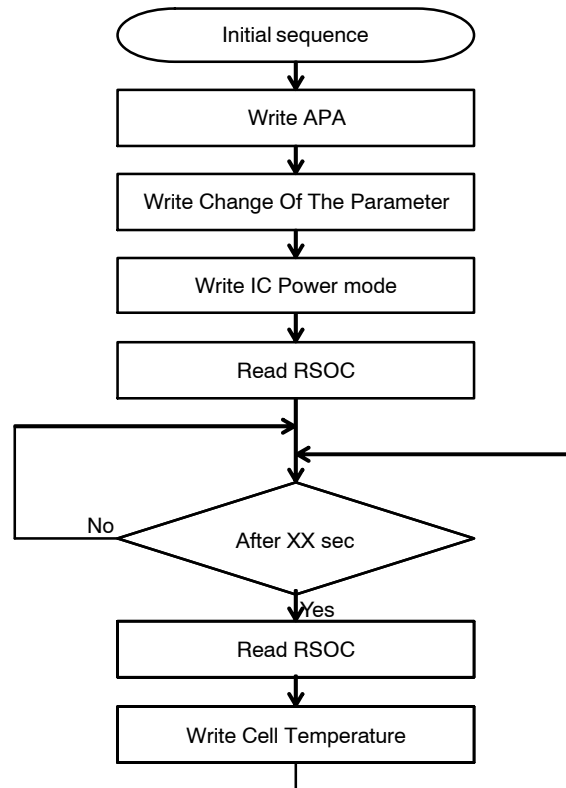 Initial sequence
Write APA
Write Change Of The Parameter
Write IC Power mode
Read RSOC
No
After XX sec
Yes
Read RSOC
Write Cell Temperature